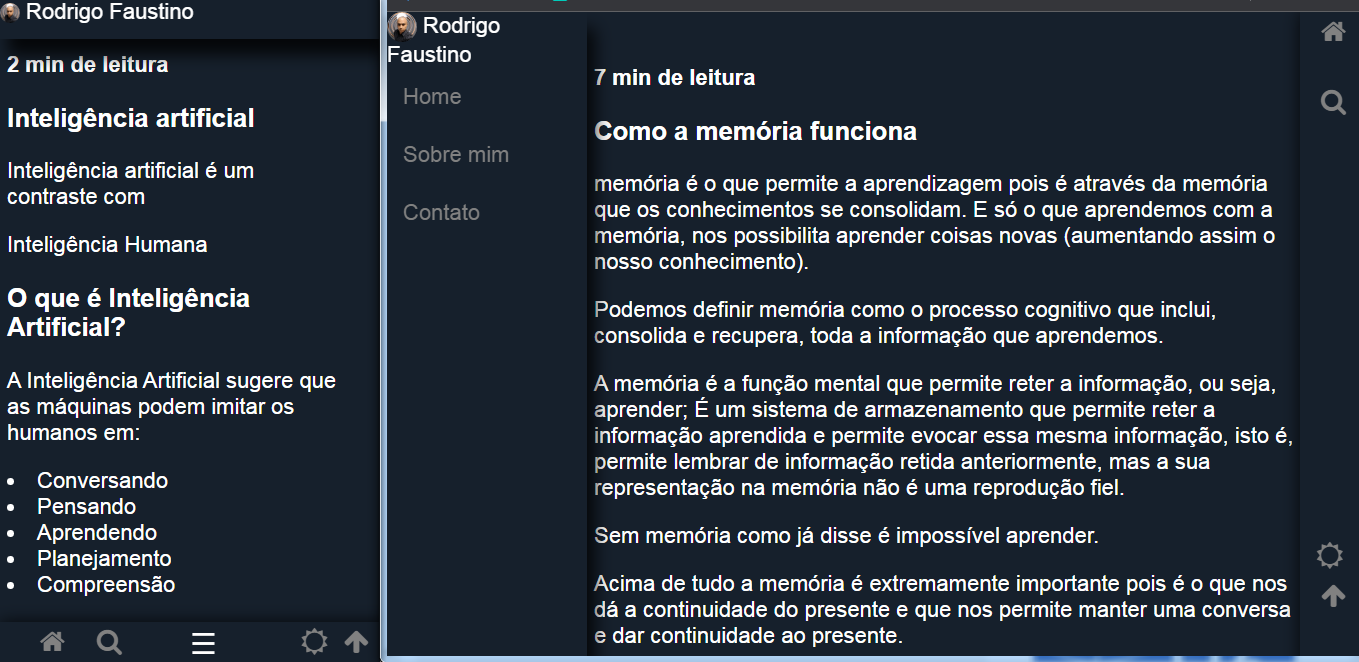 Rodrigo Faustino
2 min de leitura
Inteligência artificial
Inteligência artificial é um
contraste com
Inteligência Humana
O que é Inteligência
Artificial?
A Inteligência Artificial sugere que
as máquinas podem imitar os
humanos em:
Conversando
Pensando
Aprendendo
Planejamento
Compreensão
Rodrigo
Faustino
Home
Sobre mim
Contato
7 min de leitura
Como a memória funciona
memória é o que permite a aprendizagem pois é através da memória
que os conhecimentos se consolidam. E só o que aprendemos com a
memória, nos possibilita aprender coisas novas (aumentando assim o
nosso conhecimento).
Podemos definir memória como o processo cognitivo que inclui,
consolida e recupera, toda a informação que aprendemos.
A memória é a função mental que permite reter a informação, ou seja,
aprender; É um sistema de armazenamento que permite reter a
informação aprendida e permite evocar essa mesma informação, isto é,
permite lembrar de informação retida anteriormente, mas a sua
representação na memória não é uma reprodução fiel.
Sem memória como já disse é impossível aprender.
Acima de tudo a memória é extremamente importante pois é o que nos
dá a continuidade do presente e que nos permite manter uma conversa
e dar continuidade ao presente.